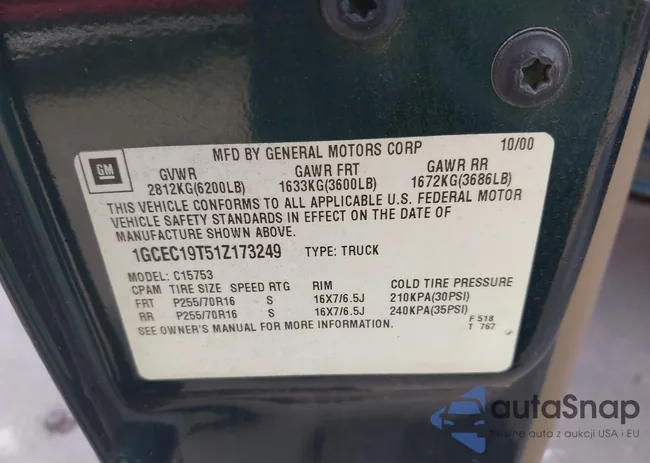 MFD BY GENERAL MOTORS CORP 10/00
GM
GVWR GAWR FRT GAWR RR
2812KG(6200LB) 1633KG(3600LB) 1672KG(3686LB)
THIS VEHICLE CONFORMS TO ALL APPLICABLE U.S. FEDERAL MOTOR
VEHICLE SAFETY STANDARDS IN EFFECT ON THE DATE OF
MANUFACTURE SHOWN ABOVE.
1GCEC19T51Z173249 TYPE: TRUCK
MODEL: C15753
CPAM TIRE SIZE SPEED RTG RIM COLD TIRE PRESSURE
FRT P255/70R16 S 16X7/6.5J 210KPA(30PSI)
RR P255/70R16 S 16X7/6.5J 240KPA(35PSI)
SEE OWNER'S MANUAL FOR MORE INFORMATION.
F 518
T 767
autaSnap
auta z aukcji USA i EU